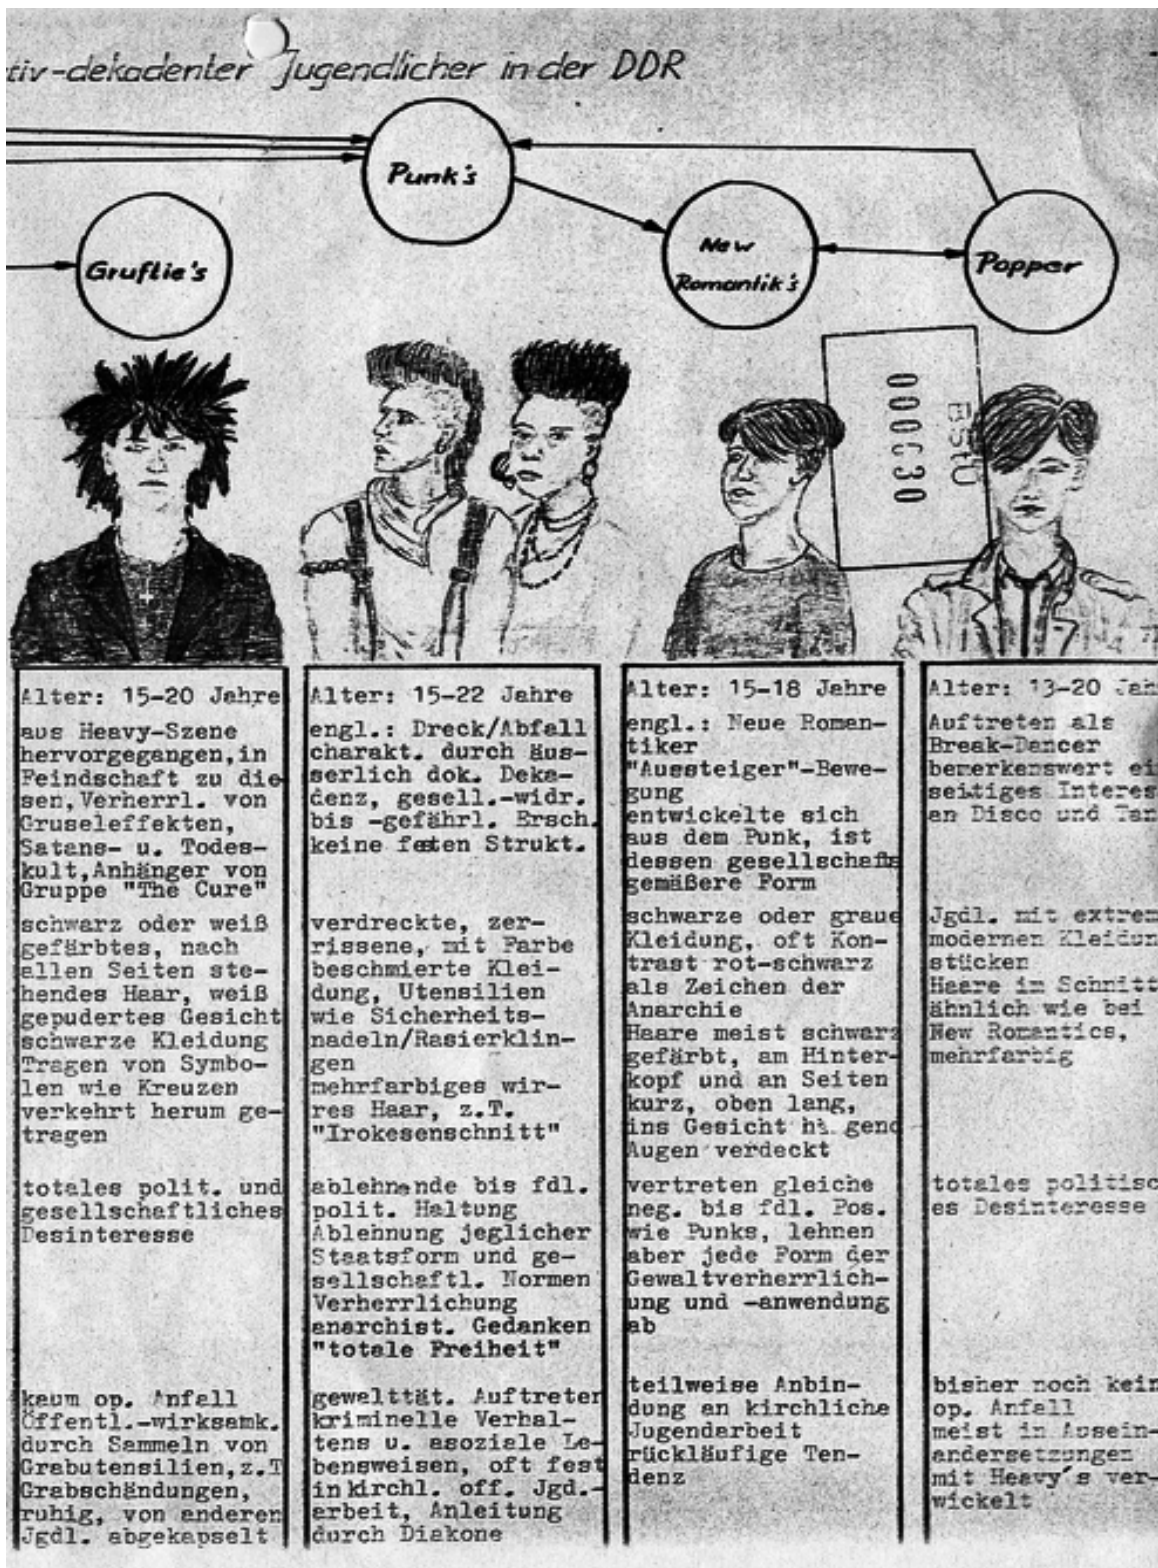 tiv-dekadenter Jugendlicher in der DDR
Punk's
Gruftie's
New
Romantik's
Popper
BStU
000030
Alter: 15-20 Jahre
aus Heavy-Szene
hervorgegangen,in
Feindschaft zu die-
sen,Verherrl. von
Gruseleffekten,
Satans- u. Todes-
kult,Anhänger von
Gruppe "The Cure"
schwarz oder weiß
gefärbtes, nach
allen Seiten ste-
hendes Haar, weiß
gepudertes Gesicht
schwarze Kleidung
Tragen von Symbo-
len wie Kreuzen
verkehrt herum ge-
tragen
totales polit. und
gesellschaftliches
Desinteresse
kaum op. Anfall
Öffentl.-wirksamk.
durch Sammeln von
Grabutensilien,z.T
Grabschändungen,
ruhig, von anderen
Jgdl. abgekapselt
Alter: 15-22 Jahre
engl.: Dreck/Abfall
charakt. durch äus-
serlich dok. Deka-
denz, gesell.-widr.
bis -gefährl. Ersch.
keine festen Strukt.
verdreckte, zer-
rissene, mit Farbe
beschmierte Klei-
dung, Utensilien
wie Sicherheits-
nadeln/Rasierklin-
gen
mehrfarbiges wir-
res Haar, z.T.
"Irokesenschnitt"
ablehnende bis fdl.
polit. Haltung
Ablehnung jeglicher
Staatsform und ge-
sellschaftl. Normen
Verherrlichung
anarchist. Gedanken
"totale Freiheit"
gewalttät. Auftreten
kriminelle Verhal-
tens u. asoziale Le-
bensweisen, oft fest
in kirchl. off. Jgd.-
arbeit, Anleitung
durch Diakone
Alter: 15-18 Jahre
engl.: Neue Roman-
tiker
"Aussteiger"-Bewe-
gung
entwickelte sich
aus dem Punk, ist
dessen gesellschafts
gemäßere Form
schwarze oder graue
Kleidung, oft Kon-
trast rot-schwarz
als Zeichen der
Anarchie
Haare meist schwarz
gefärbt, am Hinter-
kopf und an Seiten
kurz, oben lang,
ins Gesicht hä gend
Augen verdeckt
vertreten gleiche
neg. bis fdl. Pos.
wie Punks, lehnen
aber jede Form der
Gewaltverherrlich-
ung und -anwendung
ab
teilweise Anbin-
dung an kirchliche
Jugendarbeit
rückläufige Ten-
denz
Alter: 13-20 Jah
Auftreten als
Break-Dancer
bemerkenswert ei
seitiges Interes
an Disco und Tan
Jgdl. mit extrem
modernen Kleidun
stücken
Haare im Schnitt
ähnlich wie bei
New Romantics,
mehrfarbig
totales politisc
es Desinteresse
bisher noch kein
op. Anfall
meist in Ausein-
andersetzungen
mit Heavy's ver-
wickelt